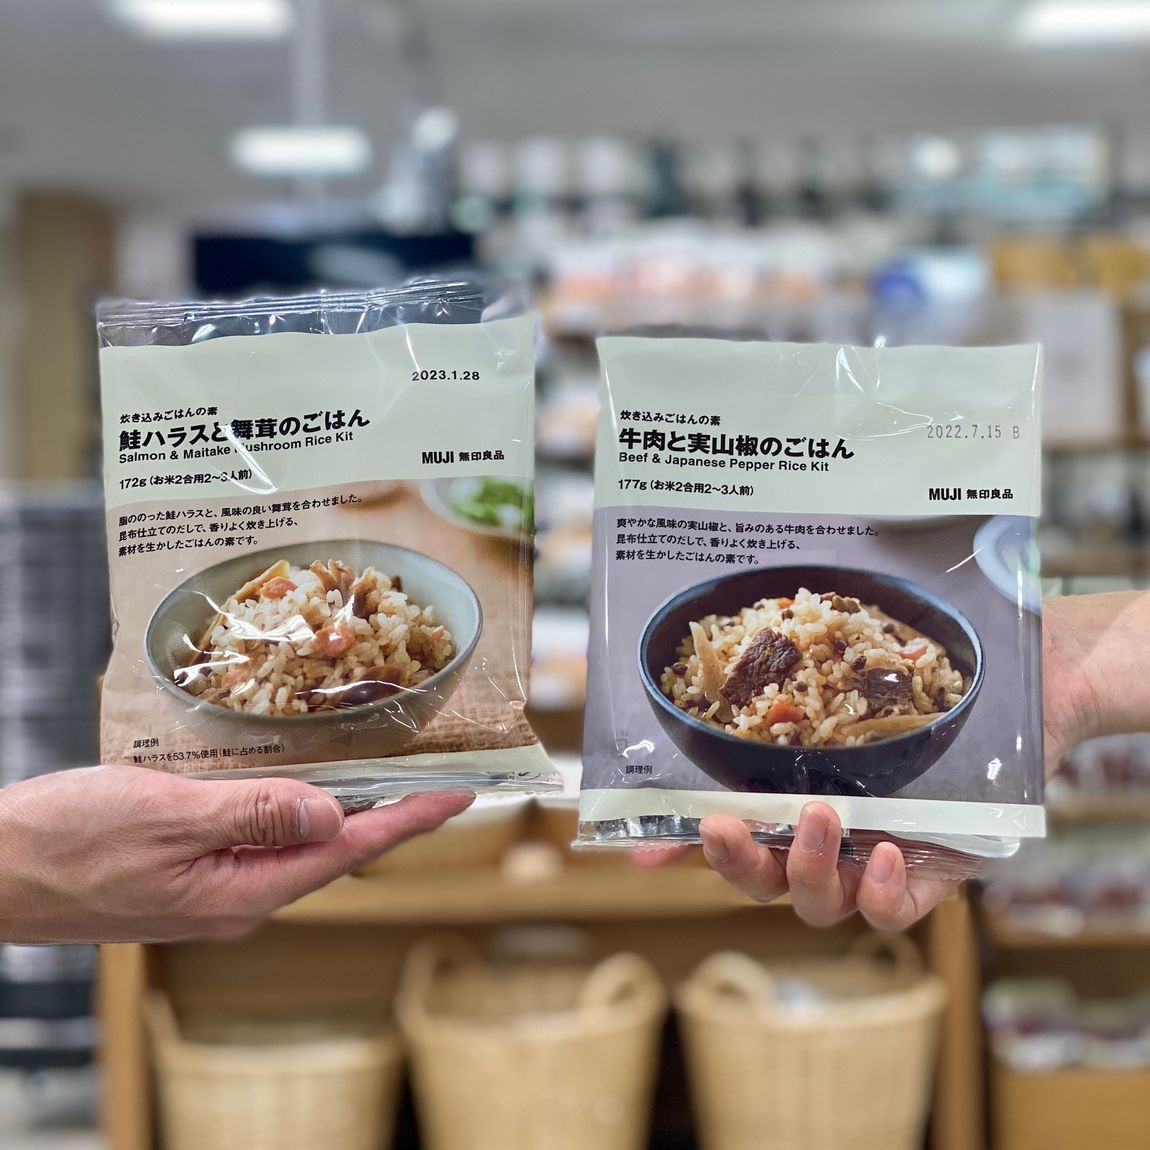 2023.1.28
炊き込みごはんの素
鮭ハラスと舞茸のごはん
Salmon & Maitake Mushroom Rice Kit
172g（お米2合用2〜3人前）
MUJI 無印良品
脂ののった鮭ハラスと、風味の良い舞茸を合わせました。
昆布仕立てのだしで、香りよく炊き上げる、
素材を生かしたごはんの素です。
調理例
鮭ハラスを53.7%使用（鮭に占める割合）
炊き込みごはんの素
牛肉と実山椒のごはん
2022.7.15 B
Beef & Japanese Pepper Rice Kit
177g（お米2合用2〜3人前）
MUJI 無印良品
爽やかな風味の実山椒と、旨みのある牛肉を合わせました。
昆布仕立てのだしで、香りよく炊き上げる、
素材を生かしたごはんの素です。
調理例